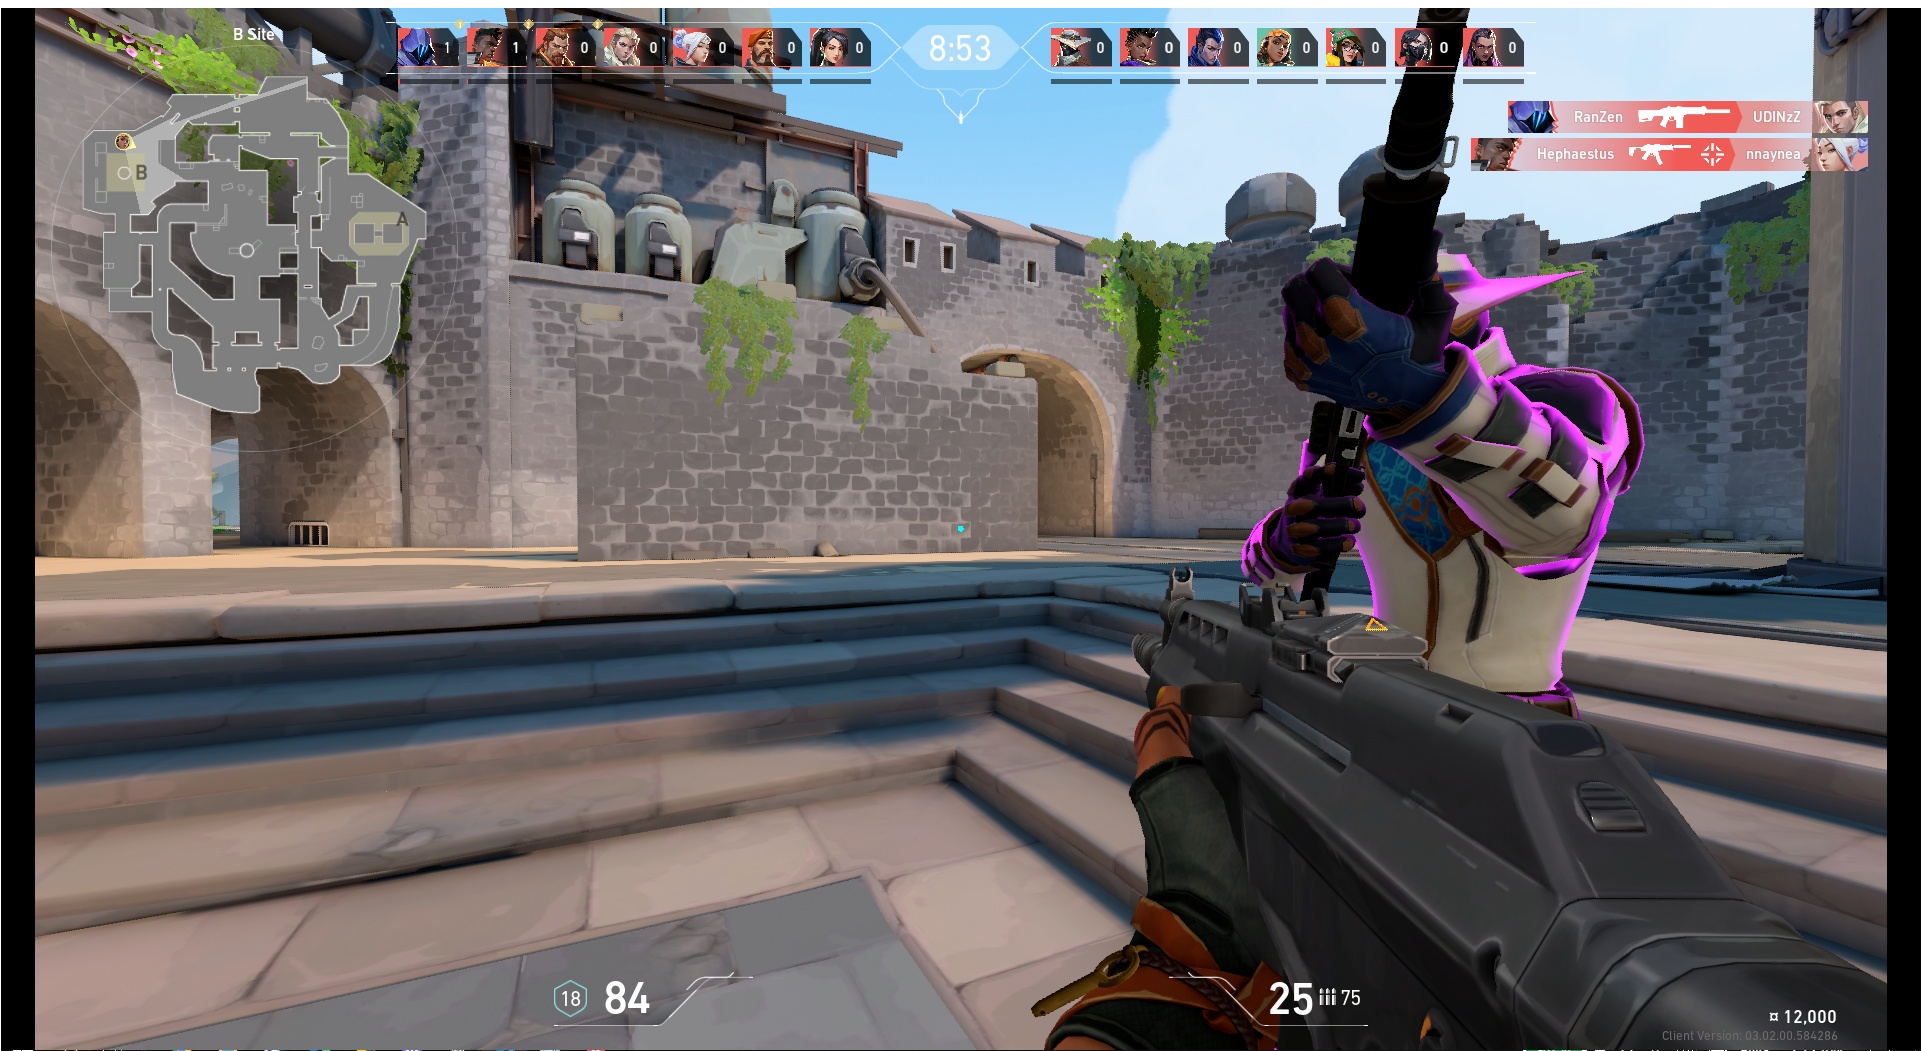 B Site
1 1 0 0 0 0 0 8:53 0 0 0 0 0 0 0
RanZen UDINzZ
Hephaestus nnaynea
B
A
18 84
25 75
¤ 12,000
Client Version: 03.02.00.584286